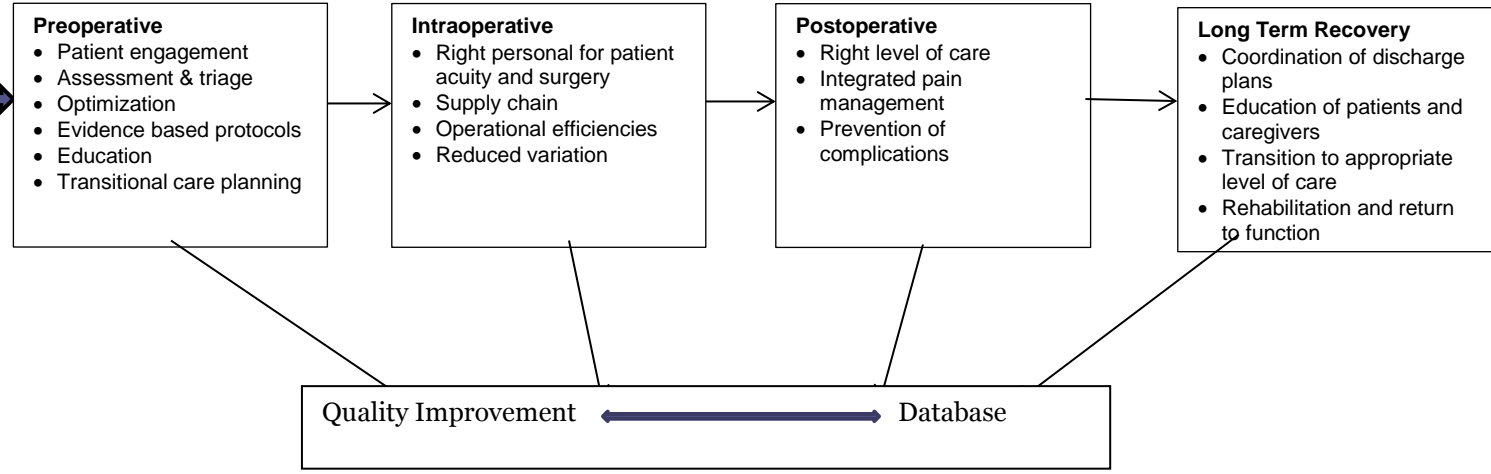 Preoperative
• Patient engagement
• Assessment & triage
• Optimization
• Evidence based protocols
• Education
• Transitional care planning
Intraoperative
• Right personal for patient
acuity and surgery
• Supply chain
• Operational efficiencies
• Reduced variation
Postoperative
• Right level of care
• Integrated pain
management
• Prevention of
complications
Long Term Recovery
• Coordination of discharge
plans
• Education of patients and
caregivers
• Transition to appropriate
level of care
• Rehabilitation and return
to function
Quality Improvement Database